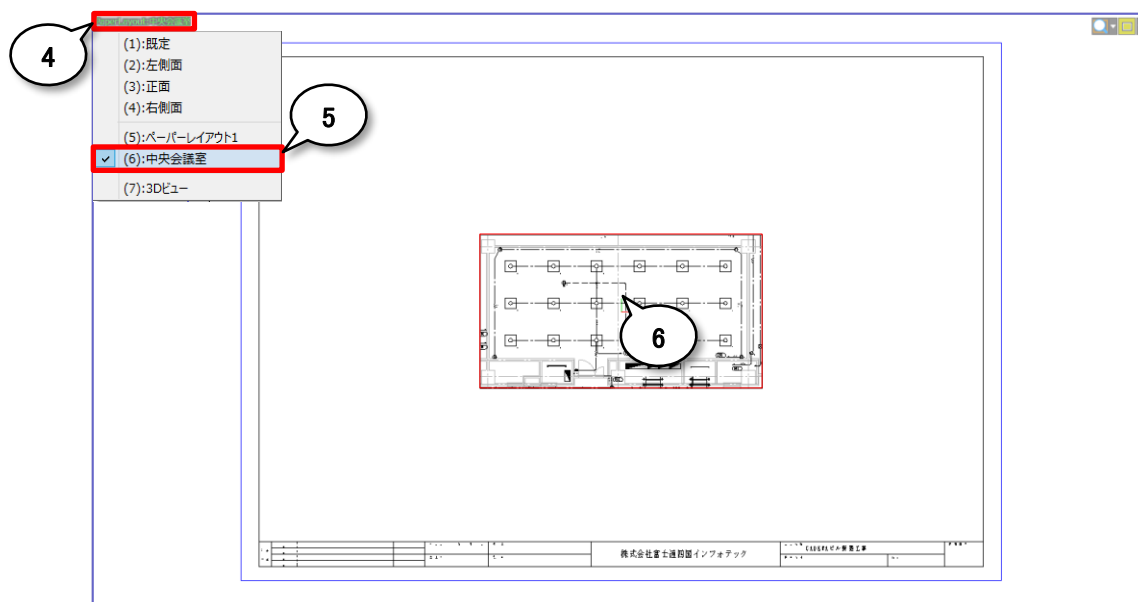 4
(1):既定
(2):左側面
(3):正面
(4):右側面
5
(5):ペーパーレイアウト1
(6):中央会議室
(7):3Dビュー
6
株式会社富士通四国インフォテック